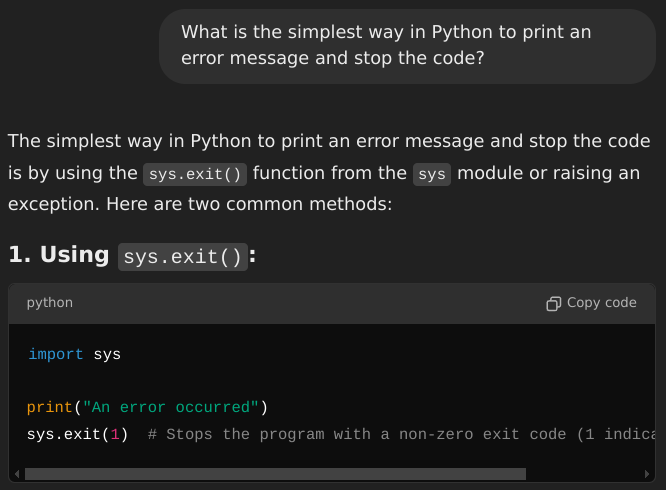 What is the simplest way in Python to print an
error message and stop the code?
The simplest way in Python to print an error message and stop the code
is by using the sys.exit() function from the sys module or raising an
exception. Here are two common methods:
1. Using sys.exit():
python Copy code
import sys
print("An error occurred")
sys.exit(1)  # Stops the program with a non-zero exit code (1